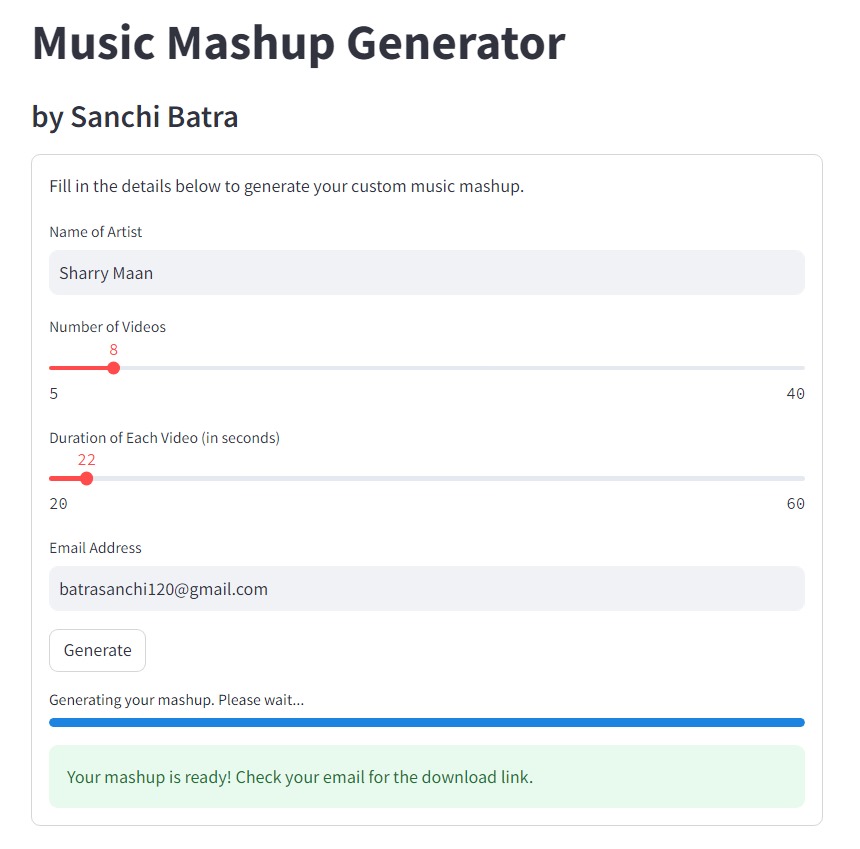 Music Mashup Generator
by Sanchi Batra
Fill in the details below to generate your custom music mashup.
Name of Artist
Sharry Maan
Number of Videos
8
5 40
Duration of Each Video (in seconds)
22
20 60
Email Address
batrasanchi120@gmail.com
Generate
Generating your mashup. Please wait...
Your mashup is ready! Check your email for the download link.